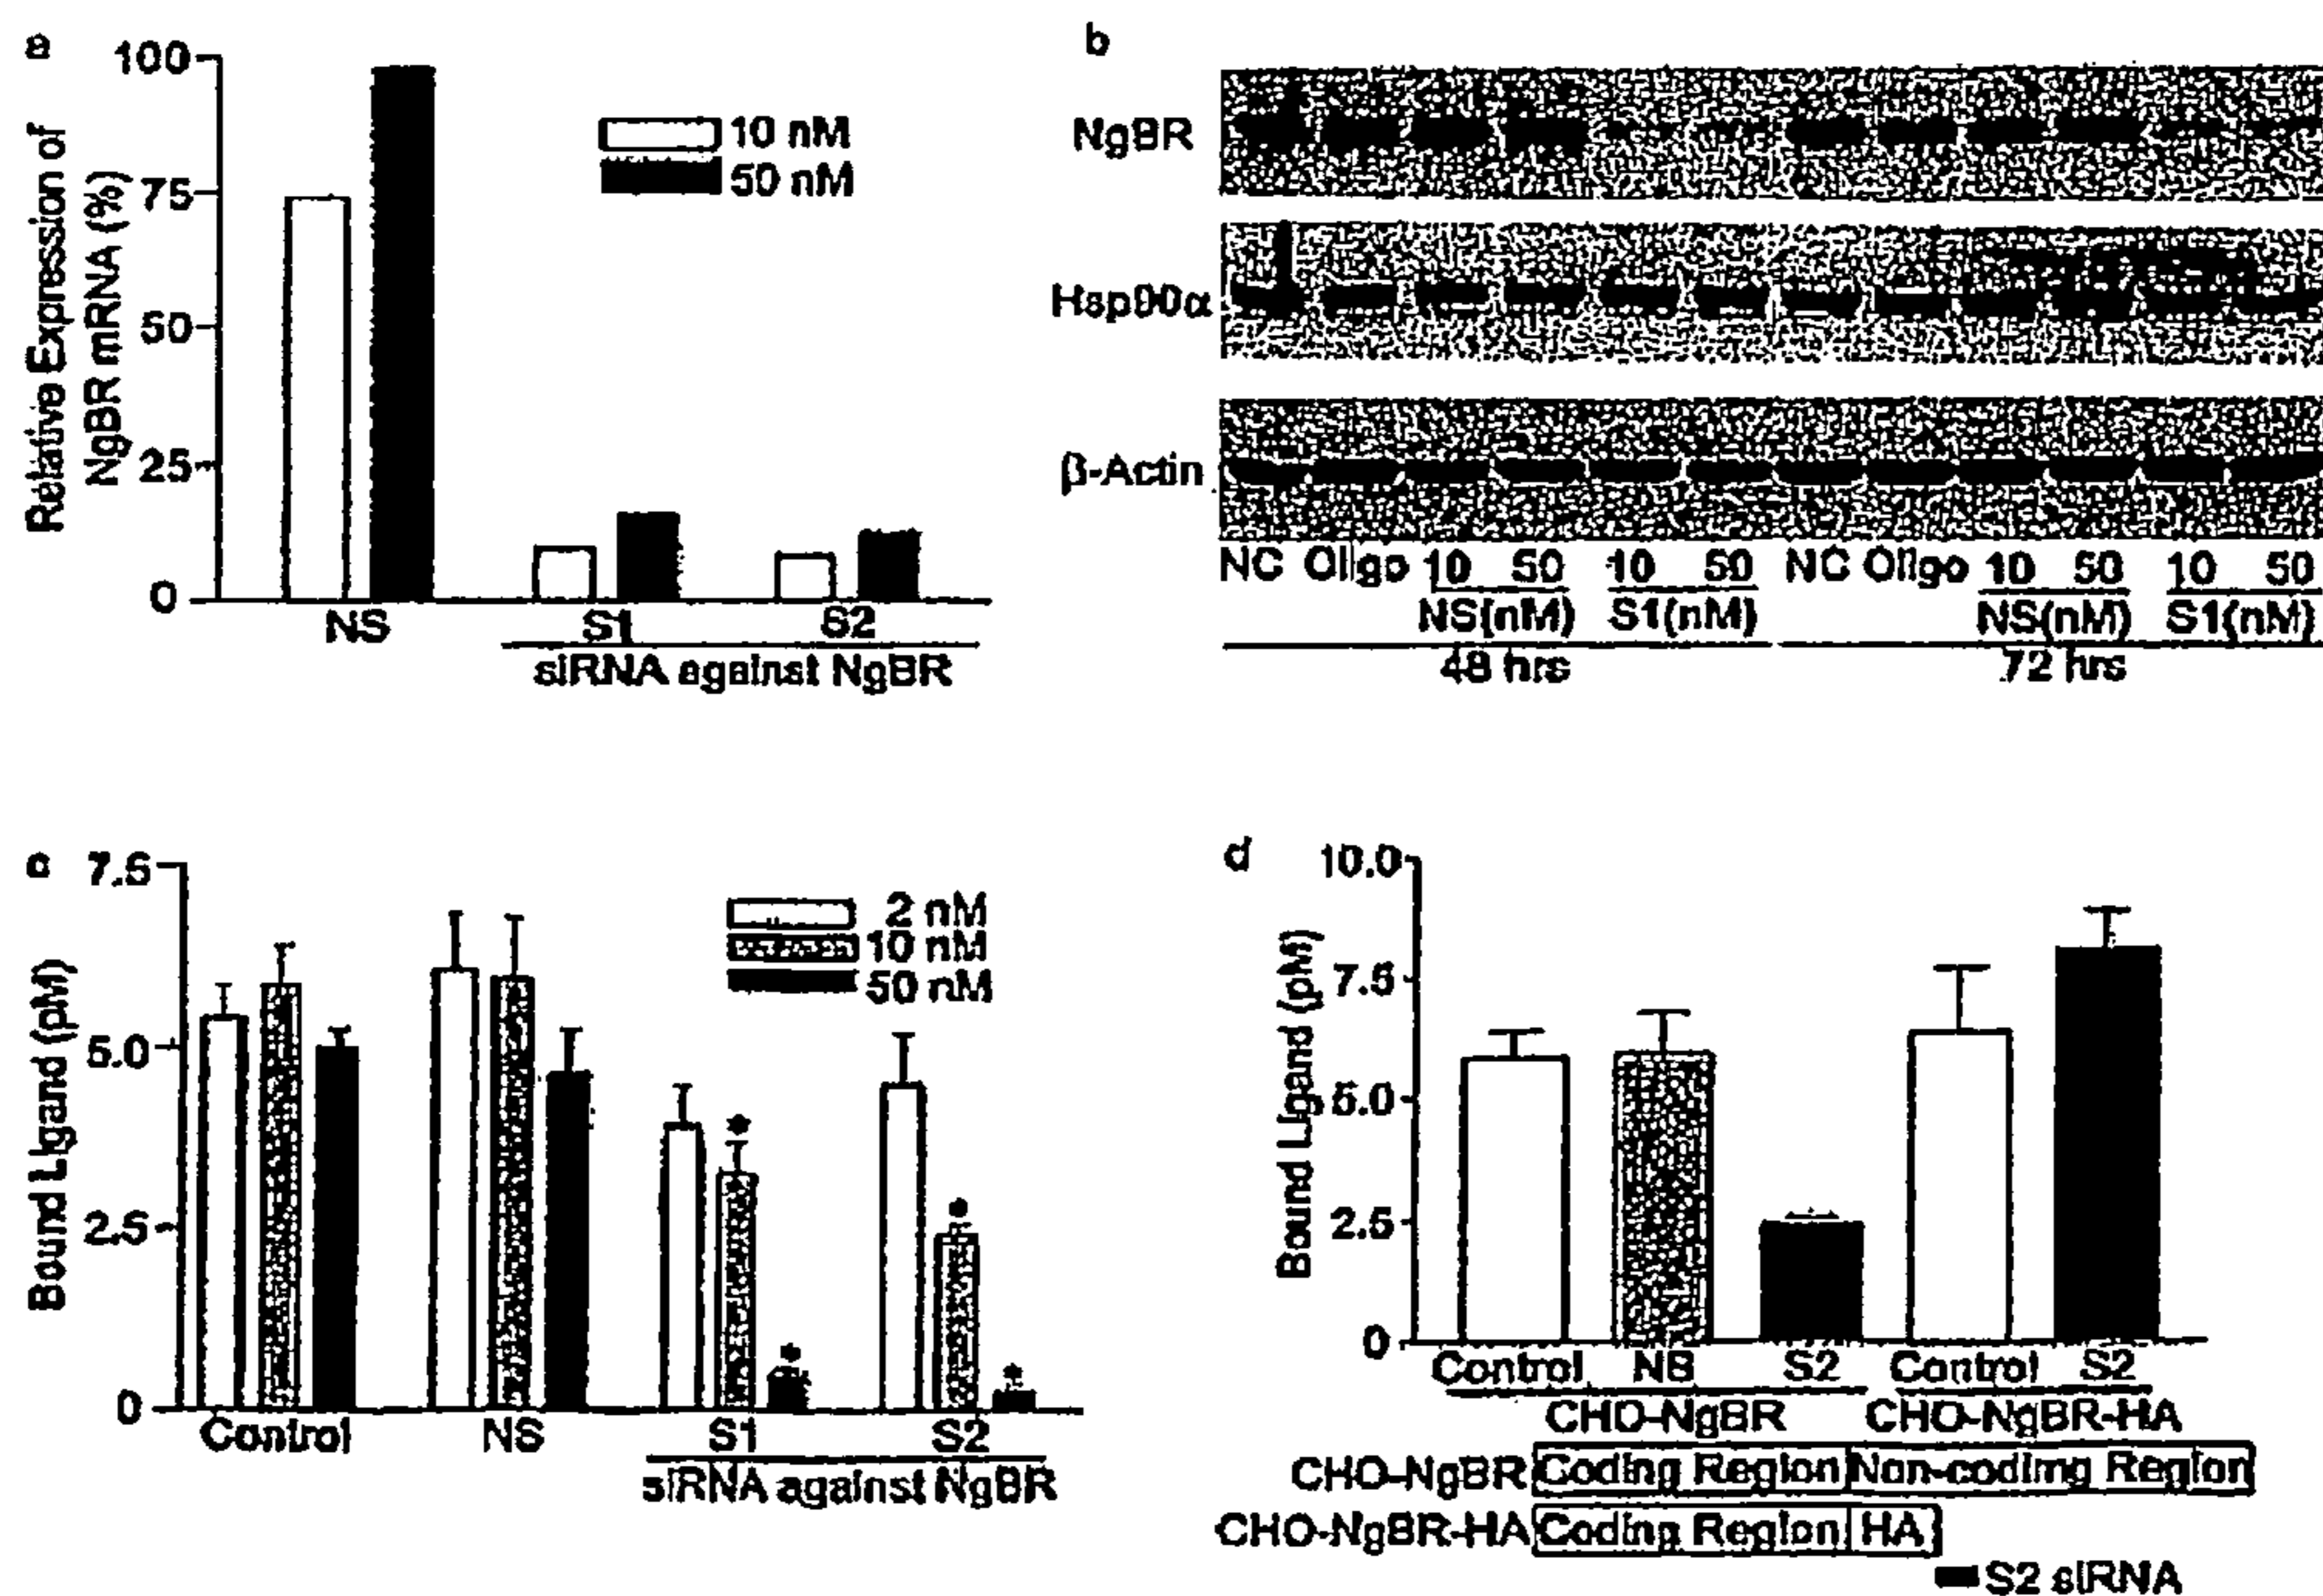 a
100
75
50
25
0
Relative Expression of
NgBR mRNA (%)
10 nM
50 nM
NS S1 S2
siRNA against NgBR
b
NgBR
Hsp90α
β-Actin
NC Oligo 10 50 10 50 NC Oligo 10 50 10 50
NS(nM) S1(nM) NS(nM) S1(nM)
48 hrs 72 hrs
c
7.5
5.0
2.5
0
Bound Ligand (pM)
2 nM
10 nM
50 nM
* * * *
Control NS S1 S2
siRNA against NgBR
d
10.0
7.5
5.0
2.5
0
Bound Ligand (pM)
Control NB S2 Control S2
CHO-NgBR CHO-NgBR-HA
CHO-NgBR Coding Region Non-codimg Region
CHO-NgBR-HA Coding Region HA
S2 siRNA